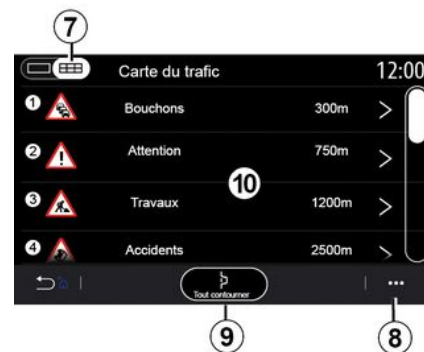 7
Carte du trafic 12:00
1 Bouchons 300m
2 Attention 750m
10
3 Travaux 1200m
4 Accidents 2500m
Tout contourner
9 8